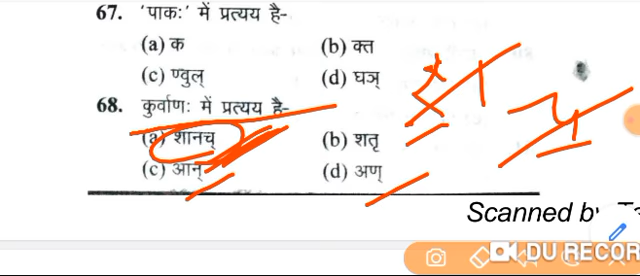 67. 'पाकः' में प्रत्यय है-
(a) क (b) क्त
(c) ण्वुल् (d) घञ्
68. कुर्वाणः में प्रत्यय है-
(a) शानच् (b) शतृ
(c) आन् (d) अण्
Scanned by
DU RECOR